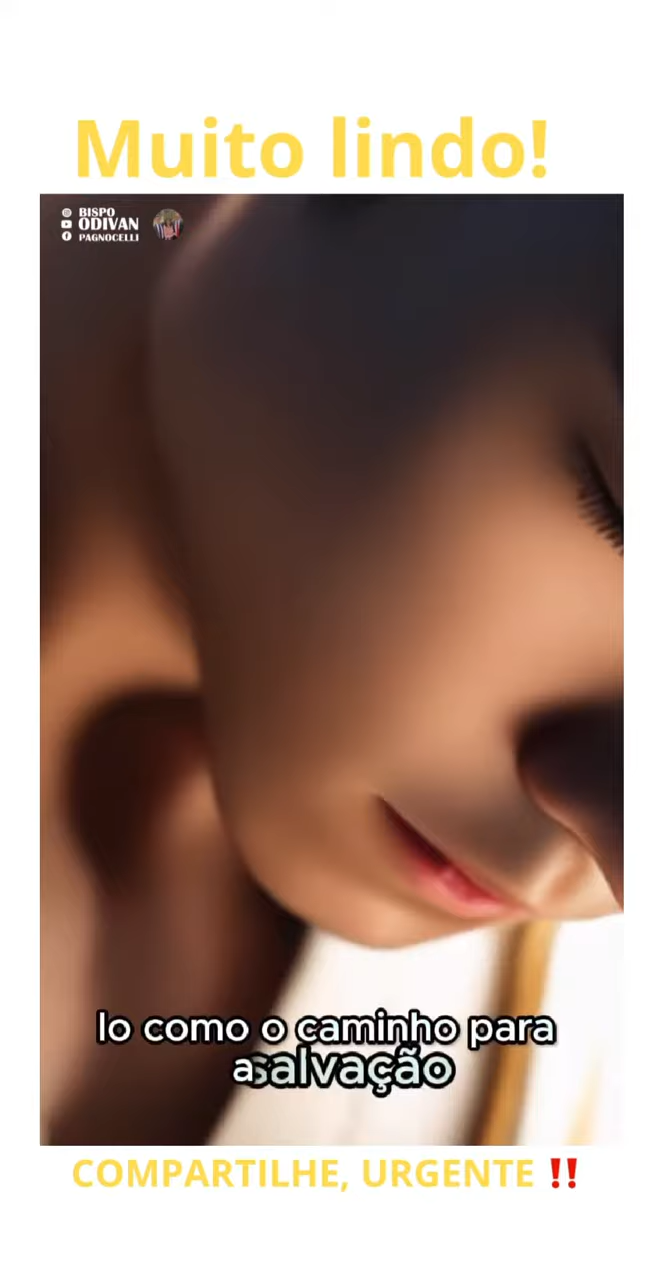 Muito lindo!
BISPO
ODIVAN
PAGNOCELLI
lo como o caminho para
a salvação
COMPARTILHE, URGENTE ‼️